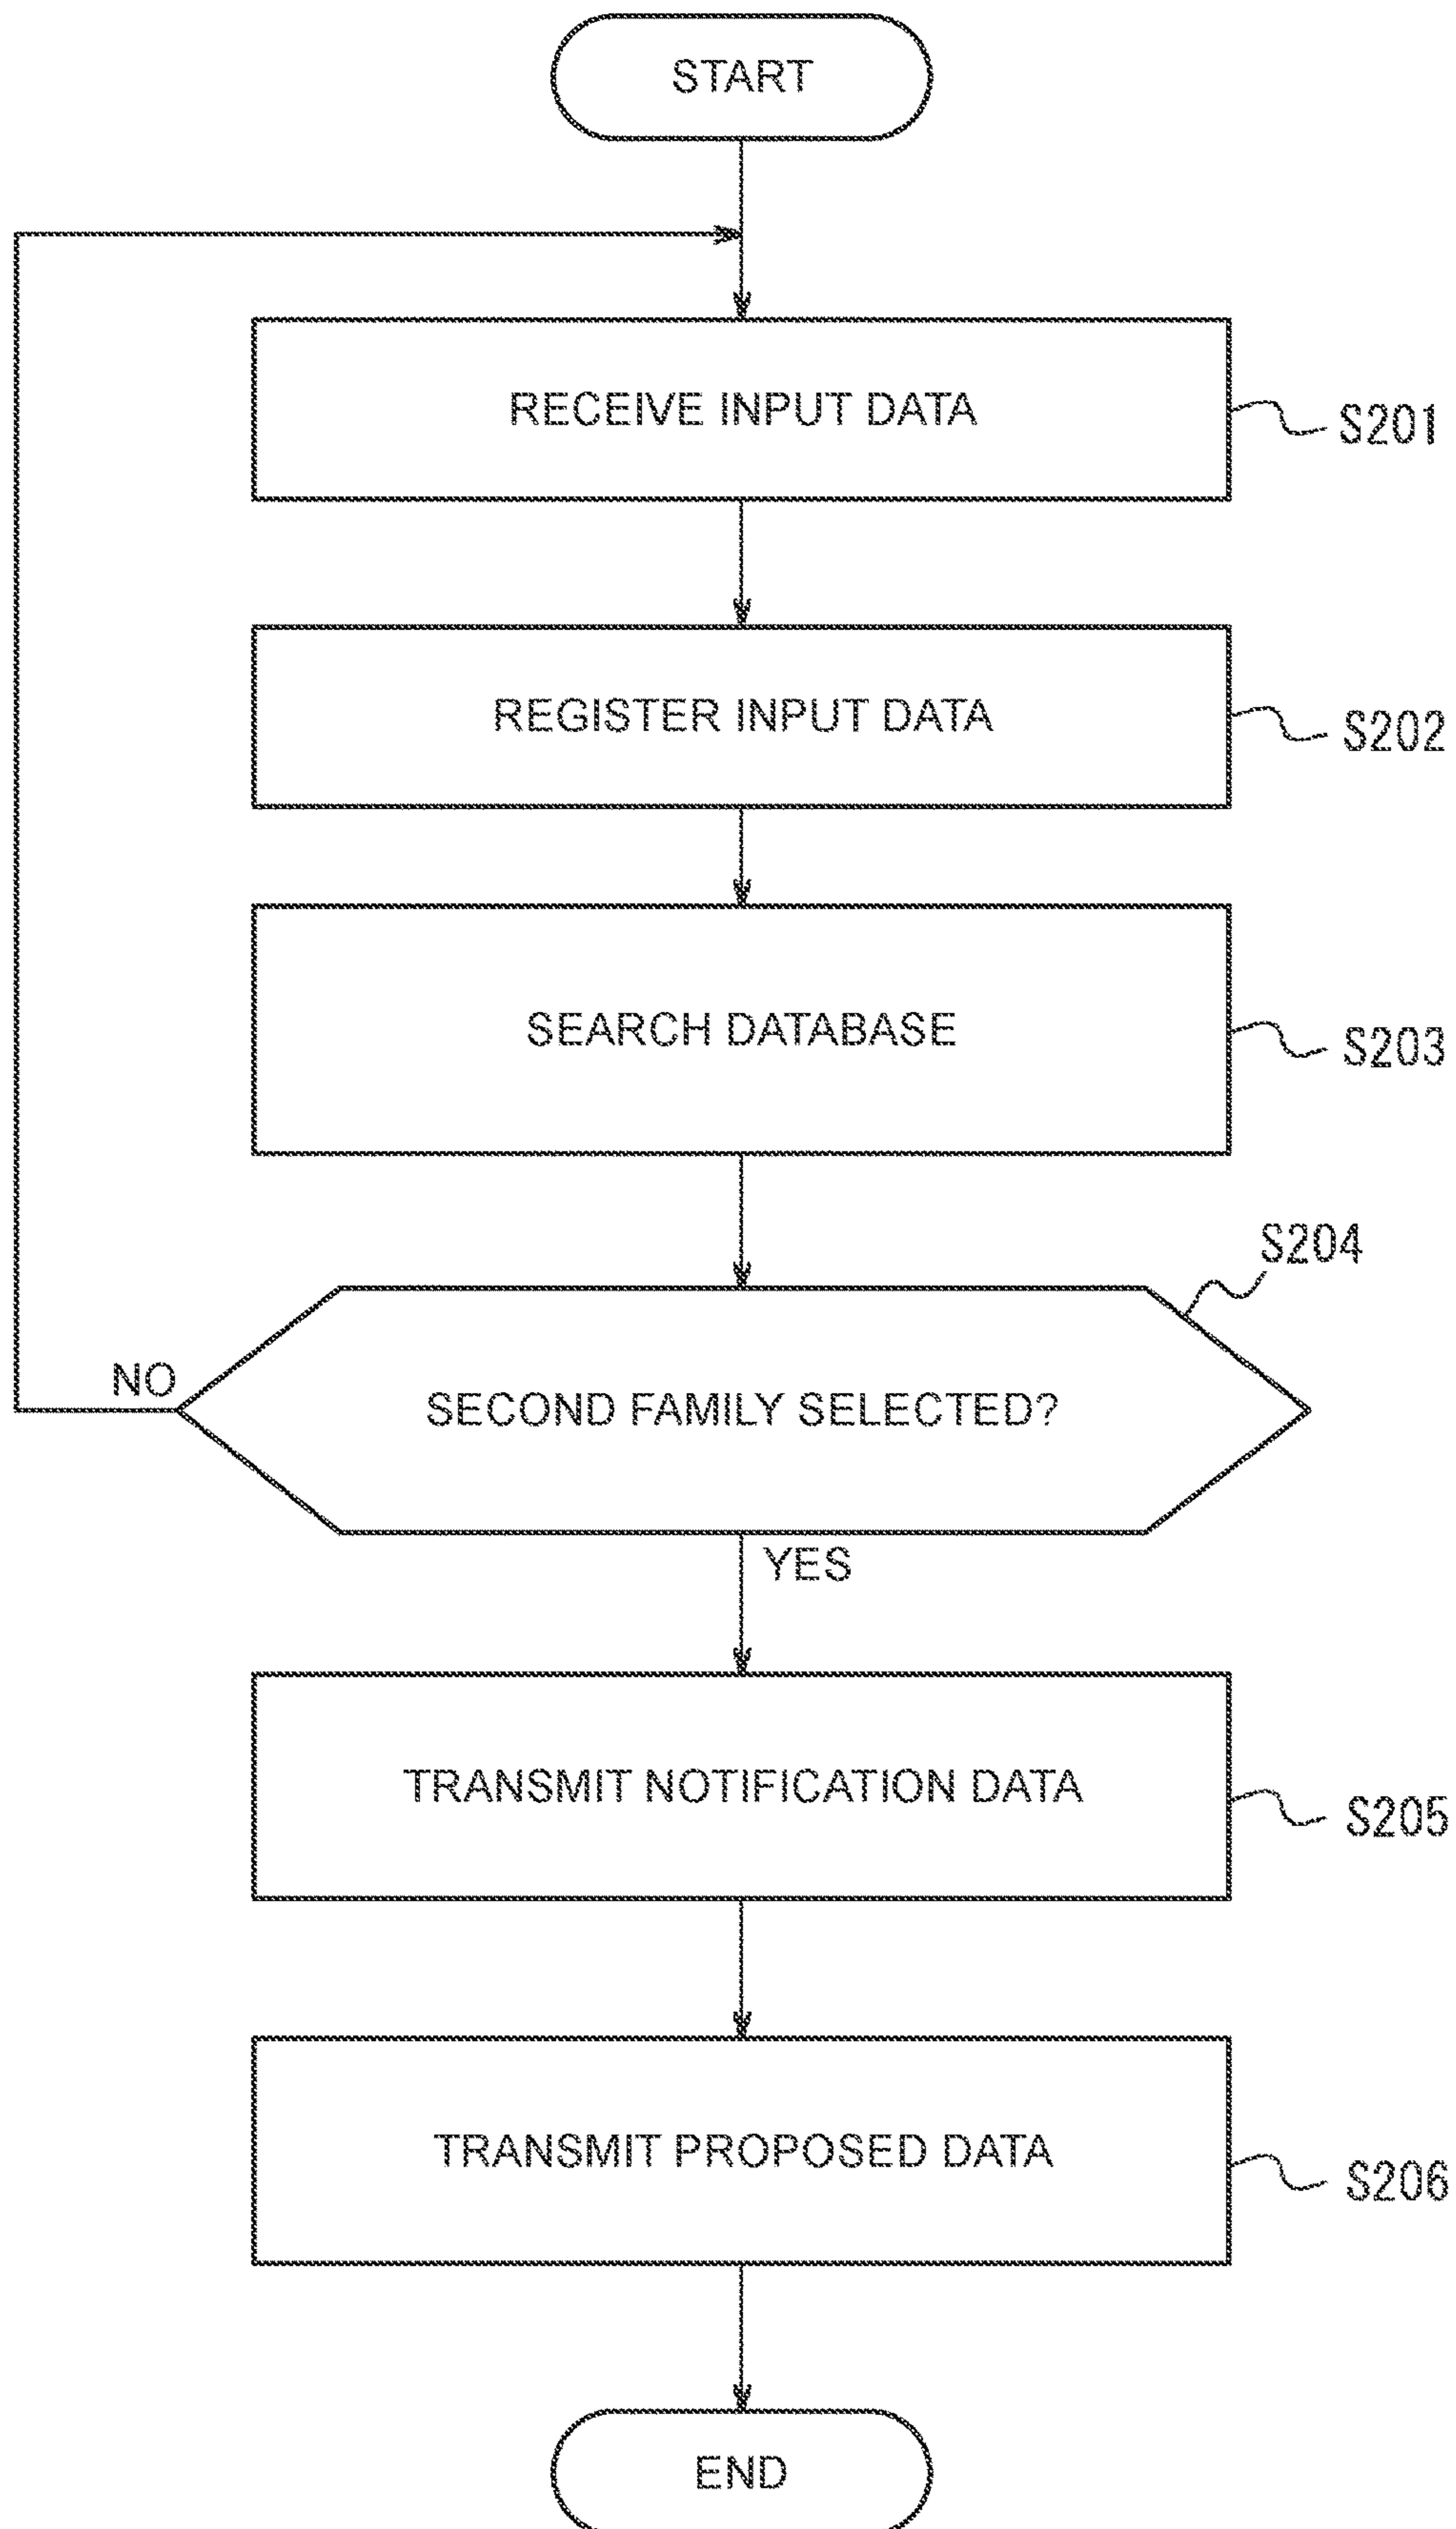 START
RECEIVE INPUT DATA
S201
REGISTER INPUT DATA
S202
SEARCH DATABASE
S203
S204
NO
SECOND FAMILY SELECTED?
YES
TRANSMIT NOTIFICATION DATA
S205
TRANSMIT PROPOSED DATA
S206
END